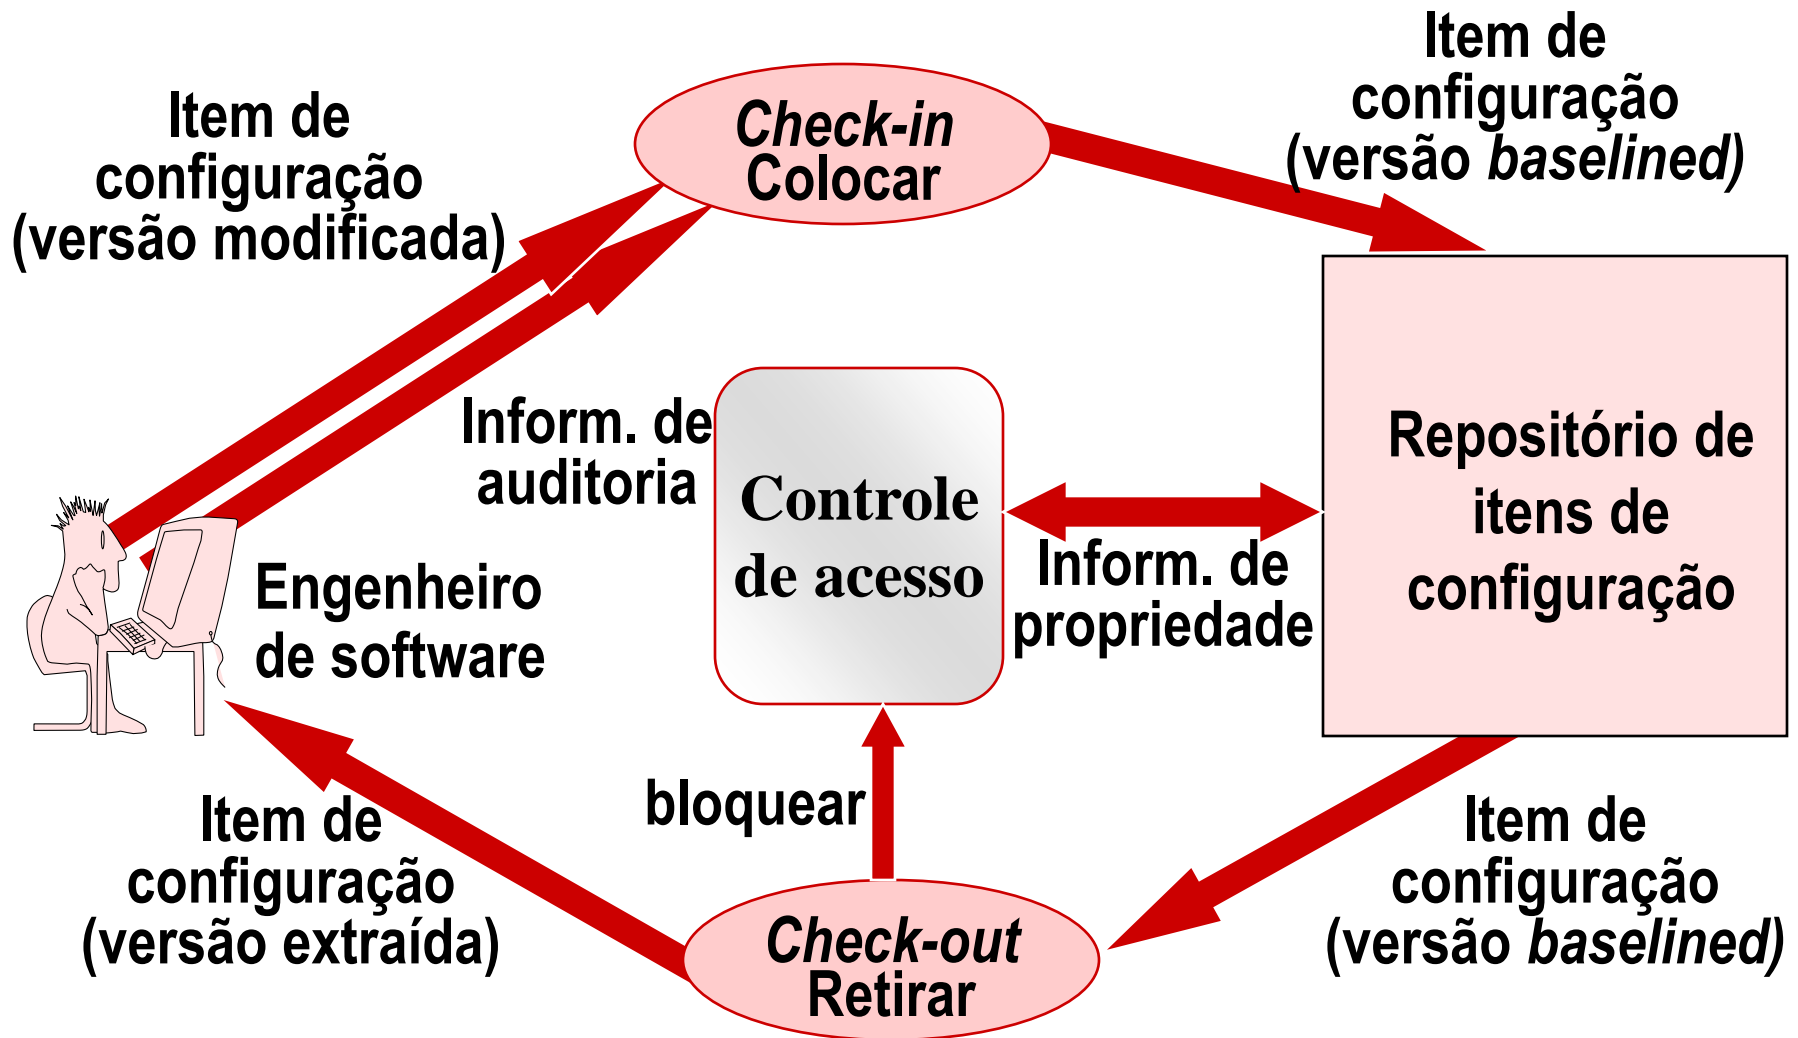 Item de
configuração
(versão modificada)
Check-in
Colocar
Item de
configuração
(versão baselined)
Inform. de
auditoria
Controle
de acesso
Inform. de
propriedade
Repositório de
itens de
configuração
Engenheiro
de software
bloquear
Item de
configuração
(versão extraída)
Check-out
Retirar
Item de
configuração
(versão baselined)